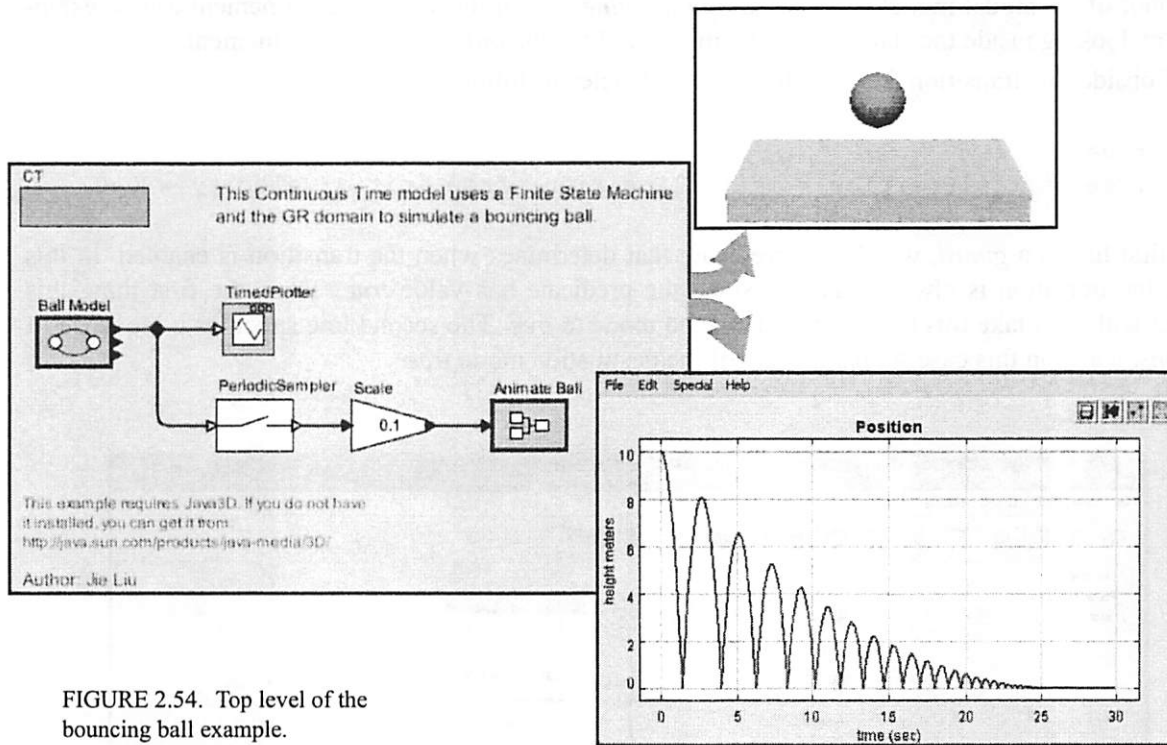 CT
This Continuous Time model uses a Finite State Machine
and the GR domain to simulate a bouncing ball.
Ball Model
TimedPlotter
PeriodicSampler
Scale
0.1
Animate Ball
This example requires Java3D. If you do not have
it installed, you can get it from
http://java.sun.com/products/java-media/3D/
Author: Jie Liu
File Edit Special Help
Position
height meters
10
8
6
4
2
0
0 5 10 15 20 25 30
time (sec)
FIGURE 2.54. Top level of the
bouncing ball example.